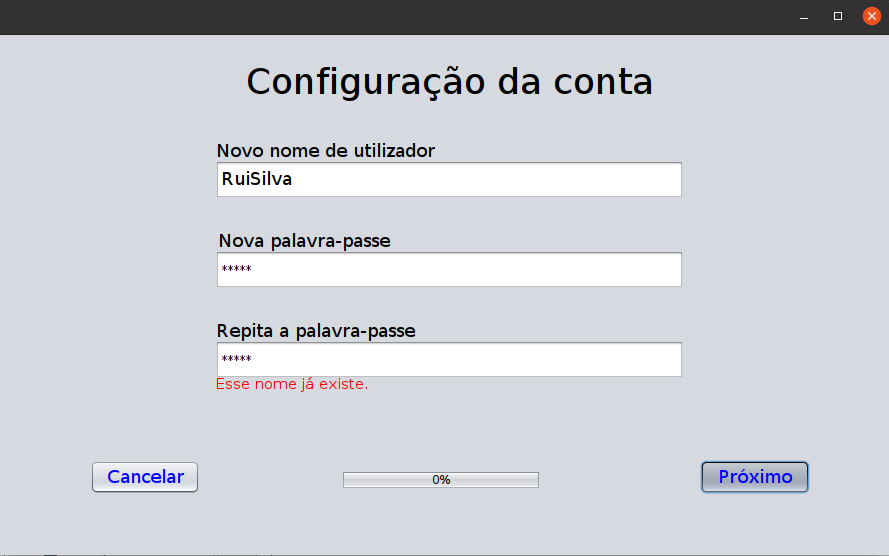 Configuração da conta
Novo nome de utilizador
RuiSilva
Nova palavra-passe
*****
Repita a palavra-passe
*****
Esse nome já existe.
Cancelar
0%
Próximo